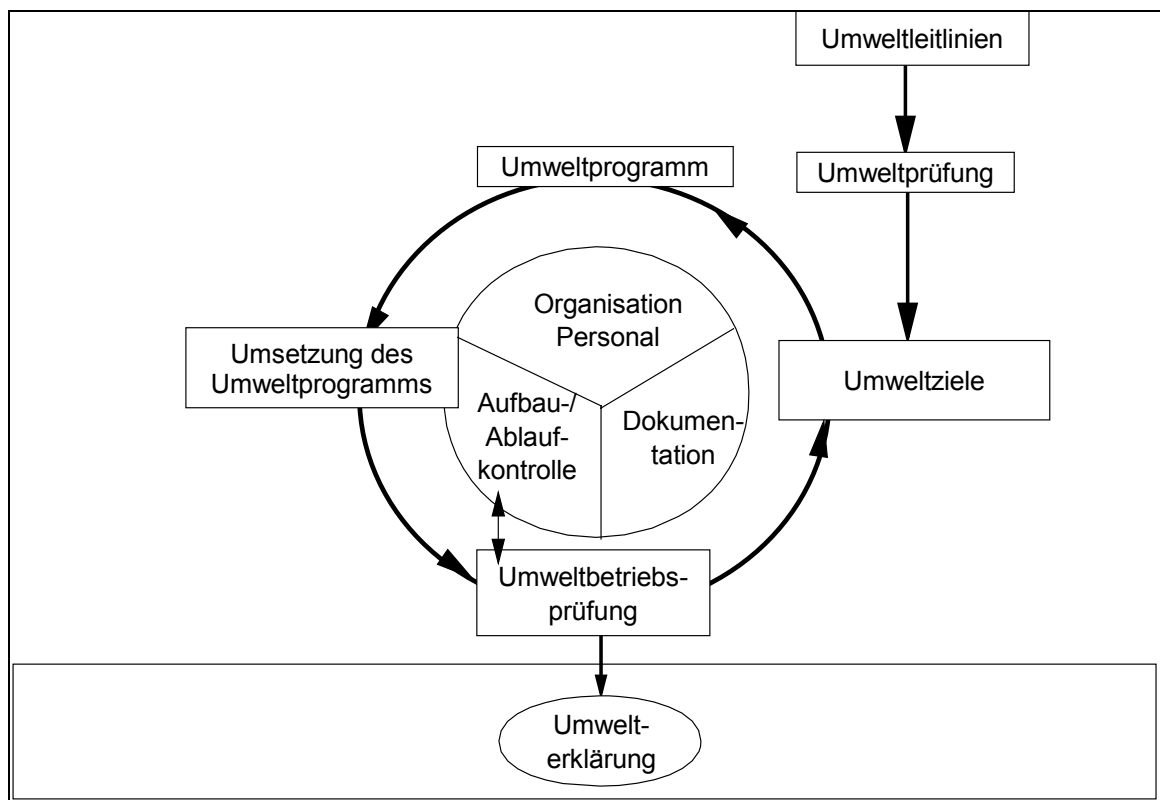 Umweltleitlinien
Umweltprogramm
Umweltprüfung
Organisation
Personal
Umsetzung des
Umweltprogramms
Umweltziele
Aufbau-/
Ablauf-
kontrolle
Dokumen-
tation
Umweltbetriebs-
prüfung
Umwelt-
erklärung